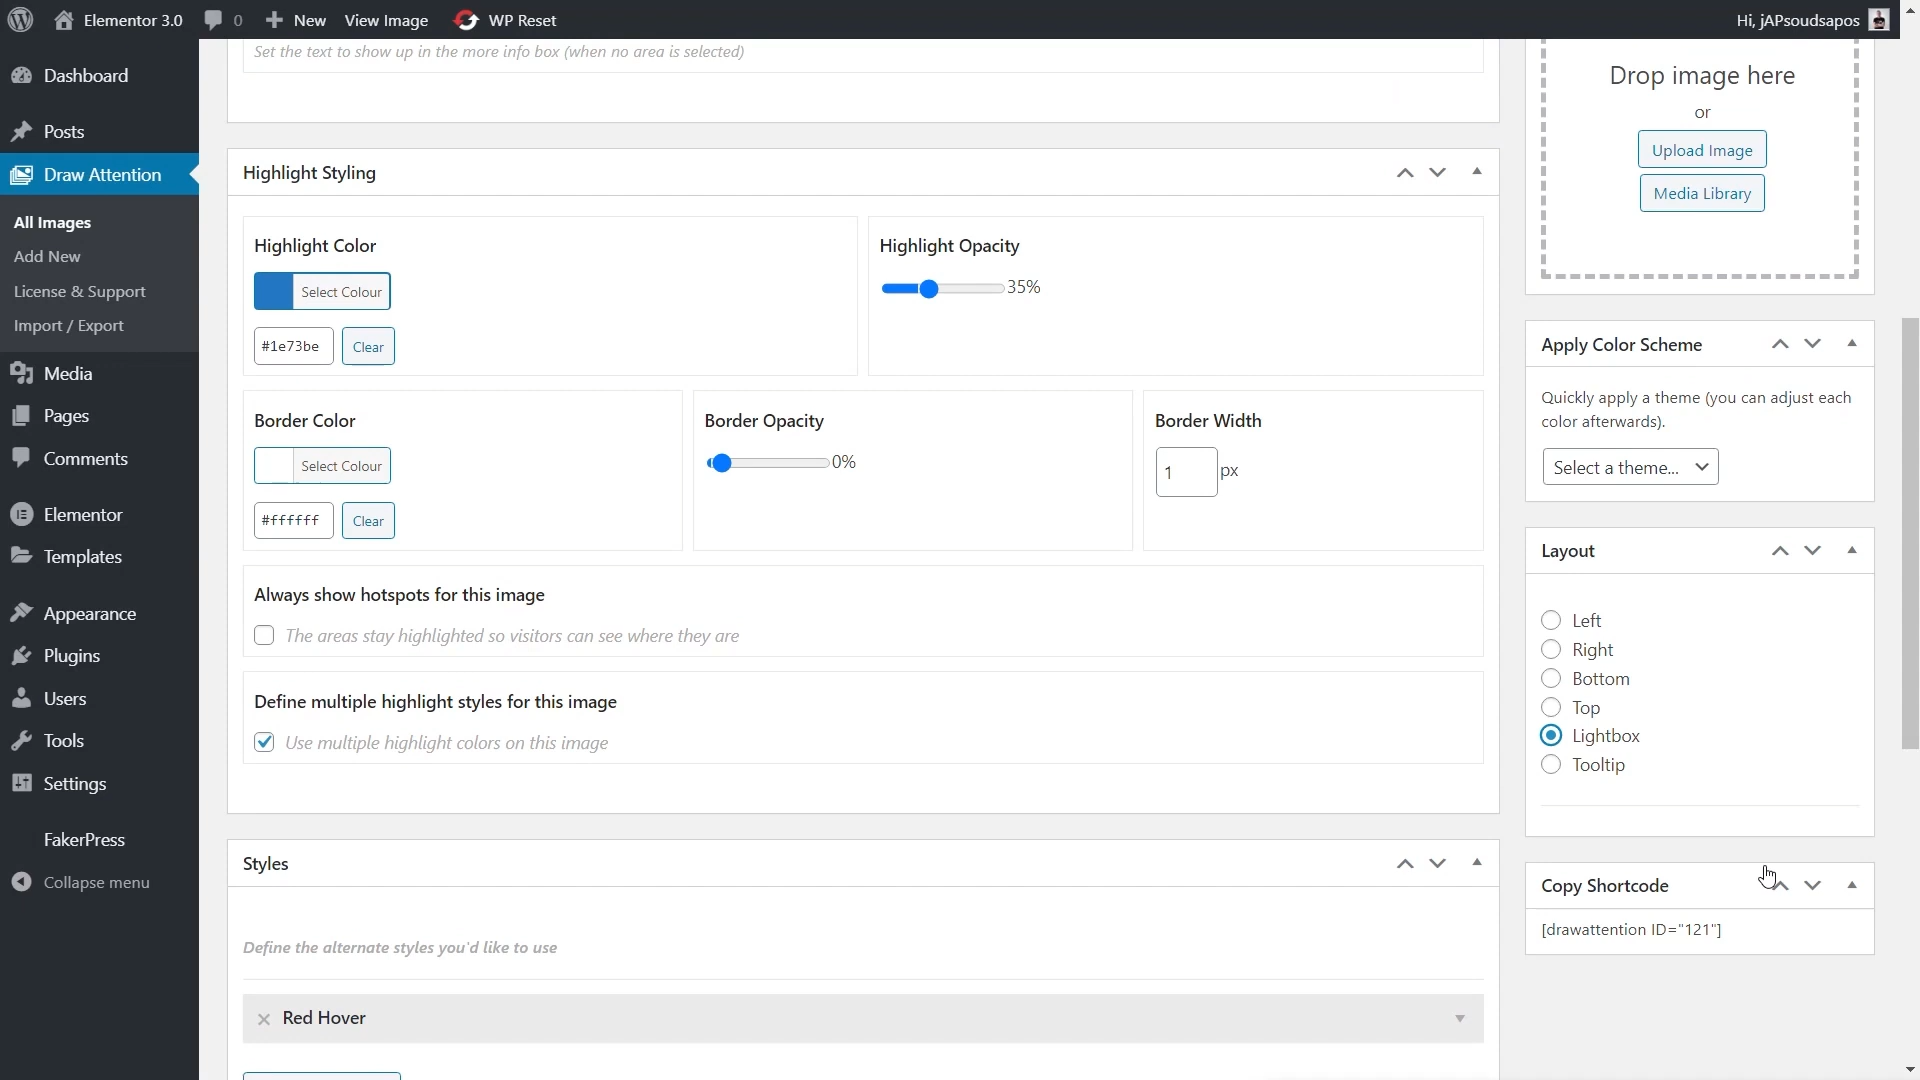 Elementor 3.0
0
New
View Image
WP Reset
Hi, jAPsoudsapos
Dashboard
Posts
Draw Attention
All Images
Add New
License & Support
Import / Export
Media
Pages
Comments
Elementor
Templates
Appearance
Plugins
Users
Tools
Settings
FakerPress
Collapse menu
Set the text to show up in the more info box (when no area is selected)
Highlight Styling
Highlight Color
Select Colour
#1e73be
Clear
Highlight Opacity
35%
Border Color
Select Colour
#ffffff
Clear
Border Opacity
0%
Border Width
1
px
Always show hotspots for this image
The areas stay highlighted so visitors can see where they are
Define multiple highlight styles for this image
Use multiple highlight colors on this image
Styles
Define the alternate styles you'd like to use
Red Hover
Drop image here
or
Upload Image
Media Library
Apply Color Scheme
Quickly apply a theme (you can adjust each
color afterwards).
Select a theme...
Layout
Left
Right
Bottom
Top
Lightbox
Tooltip
Copy Shortcode
[drawattention ID="121"]